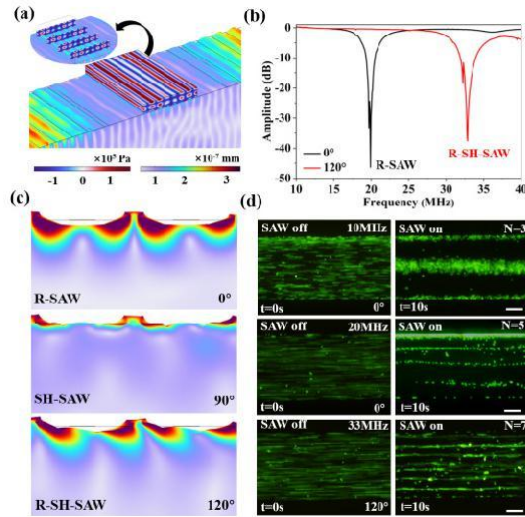 (a)
×10⁵ Pa
×10⁻⁷ mm
-1 0 1
1 2 3
(b)
Amplitude (dB)
0
-10
-20
-30
-40
-50
0°
120°
R-SAW
R-SH-SAW
10 15 20 25 30 35 40
Frequency (MHz)
(c)
R-SAW 0°
SH-SAW 90°
R-SH-SAW 120°
(d)
SAW off 10MHz
t=0s 0°
SAW on N=3
t=10s
SAW off 20MHz
t=0s 0°
SAW on N=5
t=10s
SAW off 33MHz
t=0s 120°
SAW on N=7
t=10s